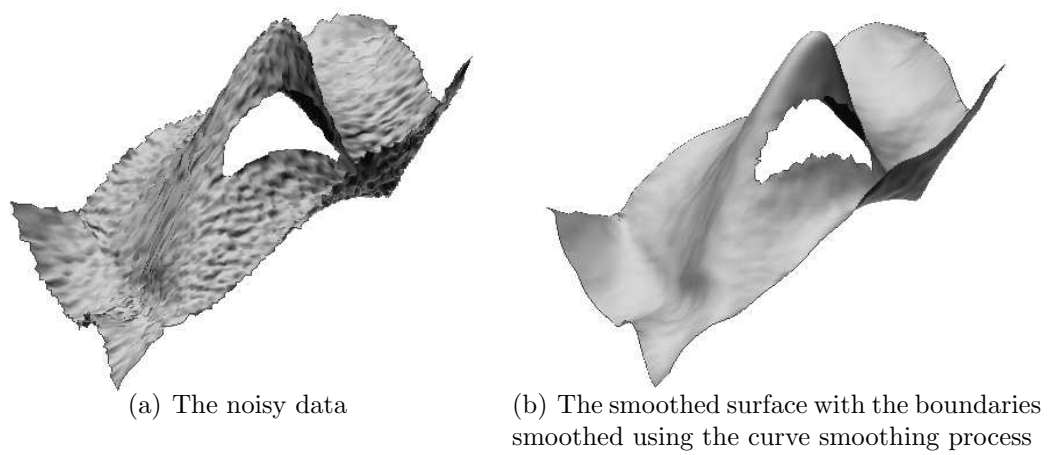 (a) The noisy data
(b) The smoothed surface with the boundaries
smoothed using the curve smoothing process